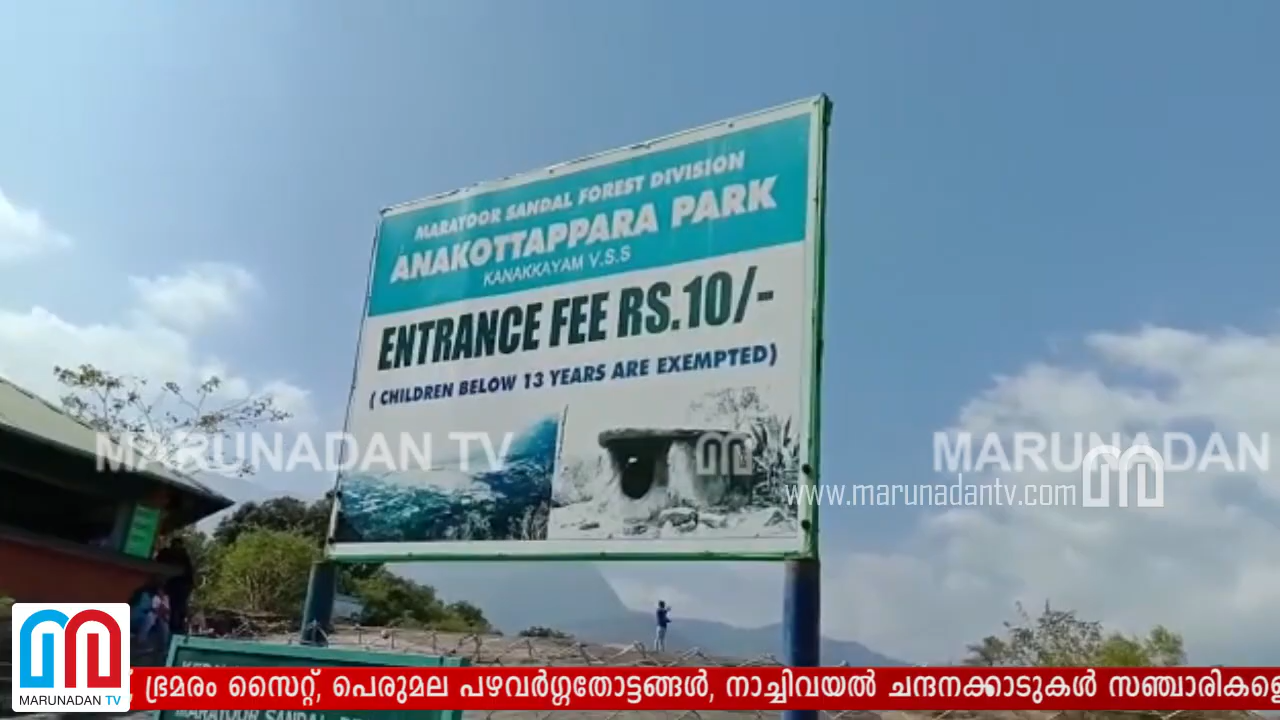 MARATOOR SANDAL FOREST DIVISION
ANAKOTTAPPARA PARK
KANAKKAYAM V.S.S
ENTRANCE FEE RS.10/-
( CHILDREN BELOW 13 YEARS ARE EXEMPTED)
MARUNADAN TV
MARUNADAN
www.marunadantv.com
MARUNADAN TV
ഭ്രമരം സൈറ്റ്, പെരുമല പഴവർഗ്ഗതോട്ടങ്ങൾ, നാച്ചിവയൽ ചന്ദനക്കാടുകൾ സഞ്ചാരികളെ